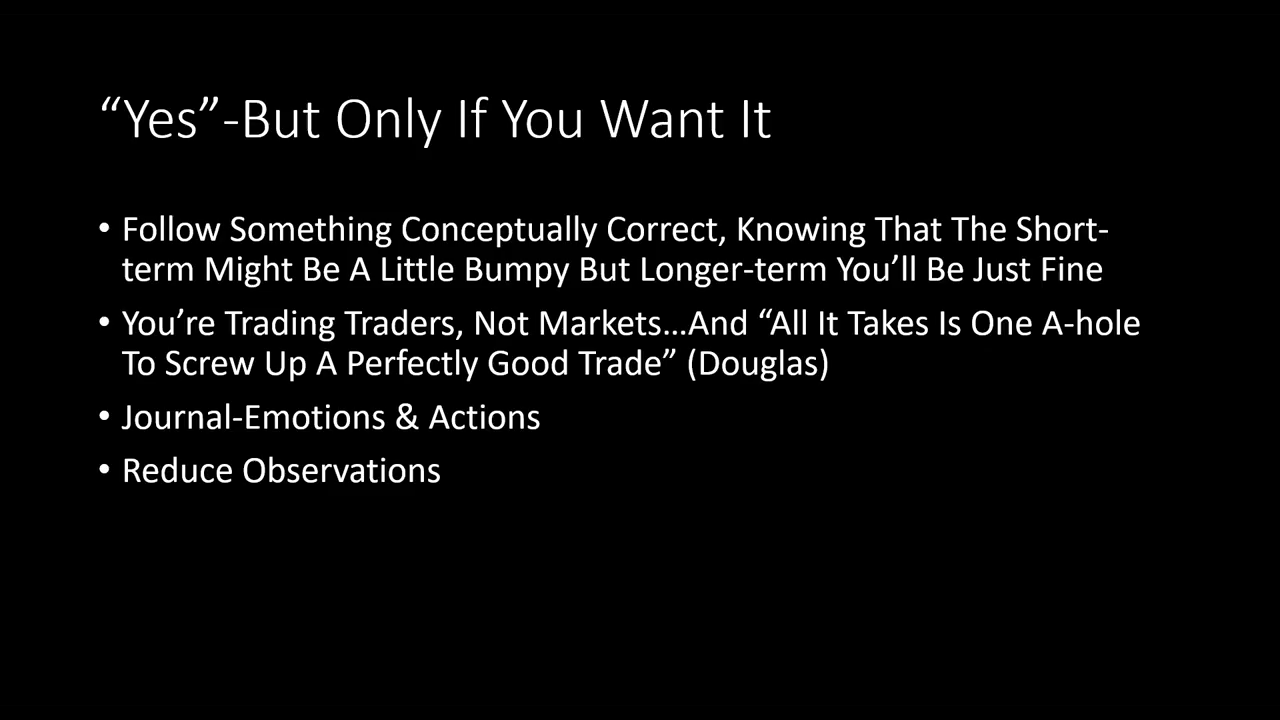 “Yes”-But Only If You Want It
• Follow Something Conceptually Correct, Knowing That The Short-
term Might Be A Little Bumpy But Longer-term You’ll Be Just Fine
• You’re Trading Traders, Not Markets…And “All It Takes Is One A-hole
To Screw Up A Perfectly Good Trade” (Douglas)
• Journal-Emotions & Actions
• Reduce Observations